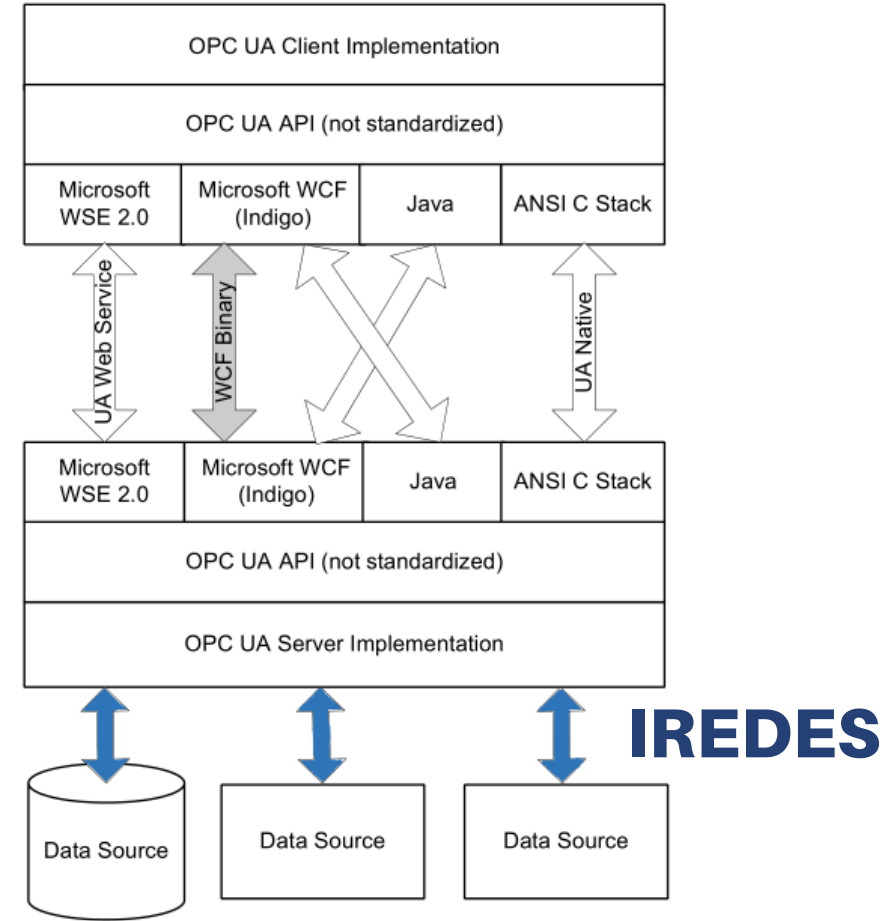 OPC UA Client Implementation
OPC UA API (not standardized)
Microsoft
WSE 2.0
Microsoft WCF
(Indigo)
Java
ANSI C Stack
UA Web Service
WCF Binary
UA Native
Microsoft
WSE 2.0
Microsoft WCF
(Indigo)
Java
ANSI C Stack
OPC UA API (not standardized)
OPC UA Server Implementation
IREDES
Data Source
Data Source
Data Source